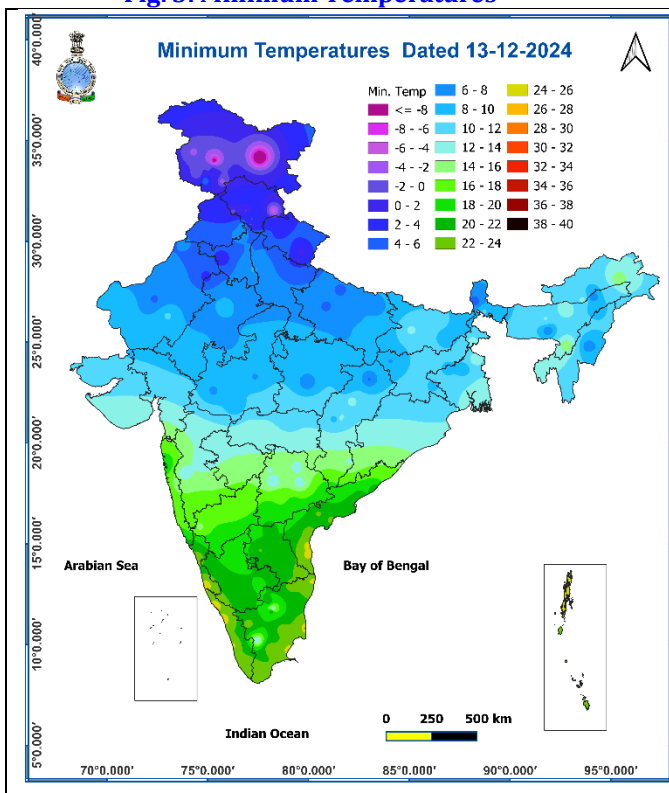 Fig. 5: Minimum Temperatures
Minimum Temperatures Dated 13-12-2024
Min. Temp
<= -8
-8 - -6
-6 - -4
-4 - -2
-2 - 0
0 - 2
2 - 4
4 - 6
6 - 8
8 - 10
10 - 12
12 - 14
14 - 16
16 - 18
18 - 20
20 - 22
22 - 24
24 - 26
26 - 28
28 - 30
30 - 32
32 - 34
34 - 36
36 - 38
38 - 40
40°0.000'
35°0.000'
30°0.000'
25°0.000'
20°0.000'
15°0.000'
10°0.000'
5°0.000'
Arabian Sea
Bay of Bengal
Indian Ocean
0 250 500 km
70°0.000' 75°0.000' 80°0.000' 85°0.000' 90°0.000' 95°0.000'